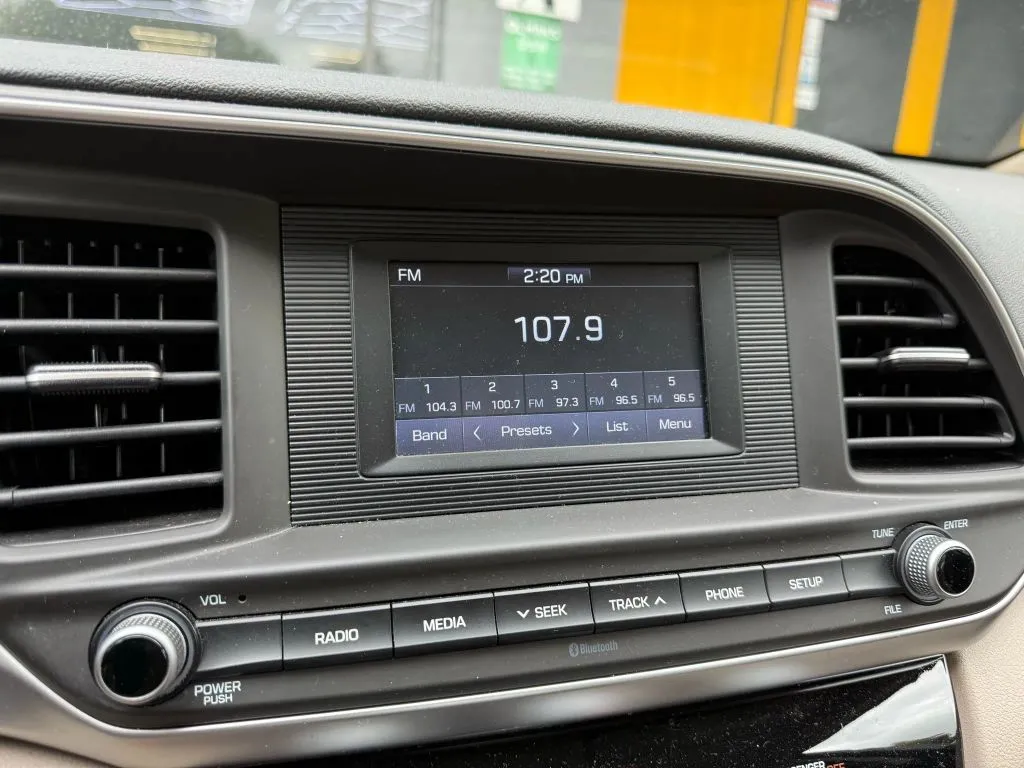 FM 2:20 PM
107.9
1 2 3 4 5
FM 104.3 FM 100.7 FM 97.3 FM 96.5 FM 96.5
Band < Presets > List Menu
TUNE ENTER
VOL
RADIO MEDIA SEEK TRACK PHONE SETUP
FILE
Bluetooth
POWER
PUSH